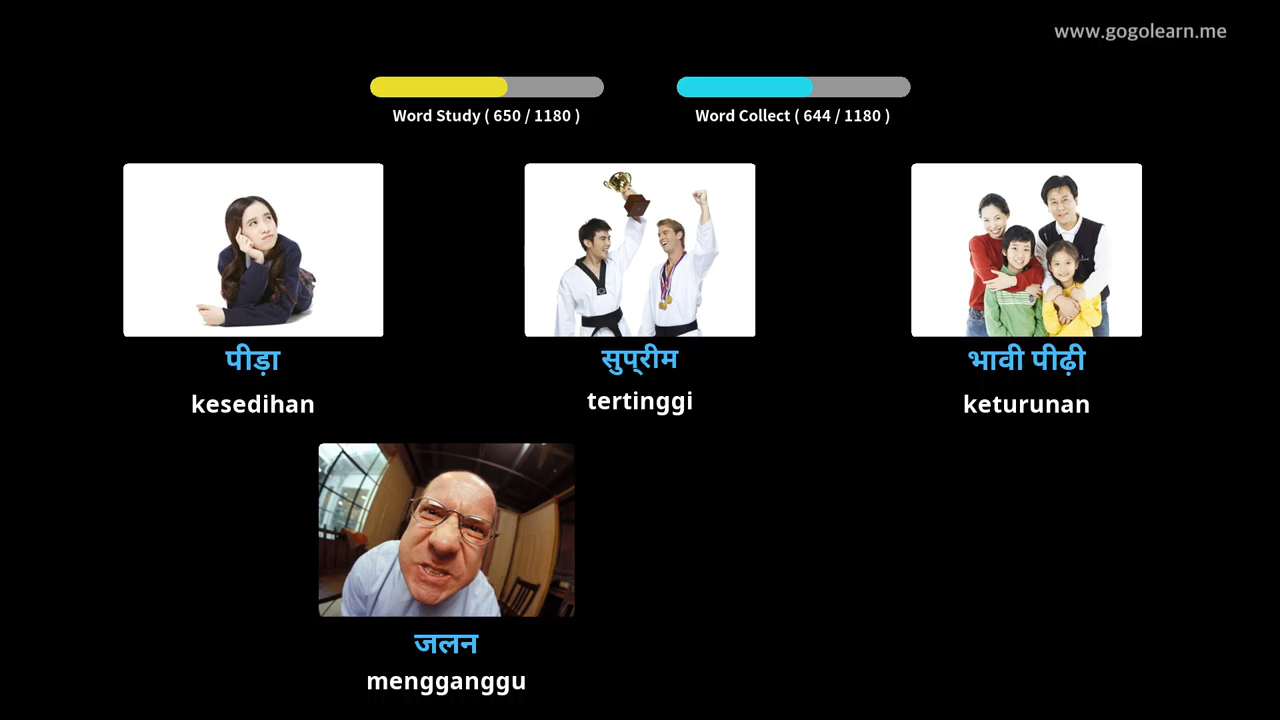 www.gogolearn.me
Word Study ( 650 / 1180 )
Word Collect ( 644 / 1180 )
पीड़ा
kesedihan
सुप्रीम
tertinggi
भावी पीढ़ी
keturunan
जलन
mengganggu